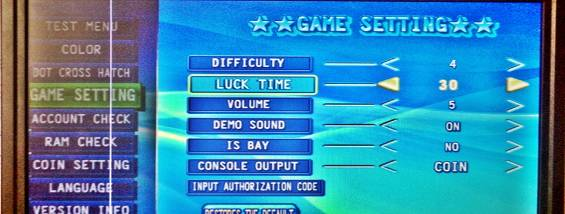 TEST MENU
COLOR
DOT CROSS HATCH
GAME SETTING
ACCOUNT CHECK
RAM CHECK
COIN SETTING
LANGUAGE
VERSION INFO
★★GAME SETTING★★
DIFFICULTY < 4 >
LUCK TIME 30
VOLUME < 5 >
DEMO SOUND < ON >
IS BAY < NO >
CONSOLE OUTPUT < COIN >
INPUT AUTHORIZATION CODE
RESTORES THE DEFAULT